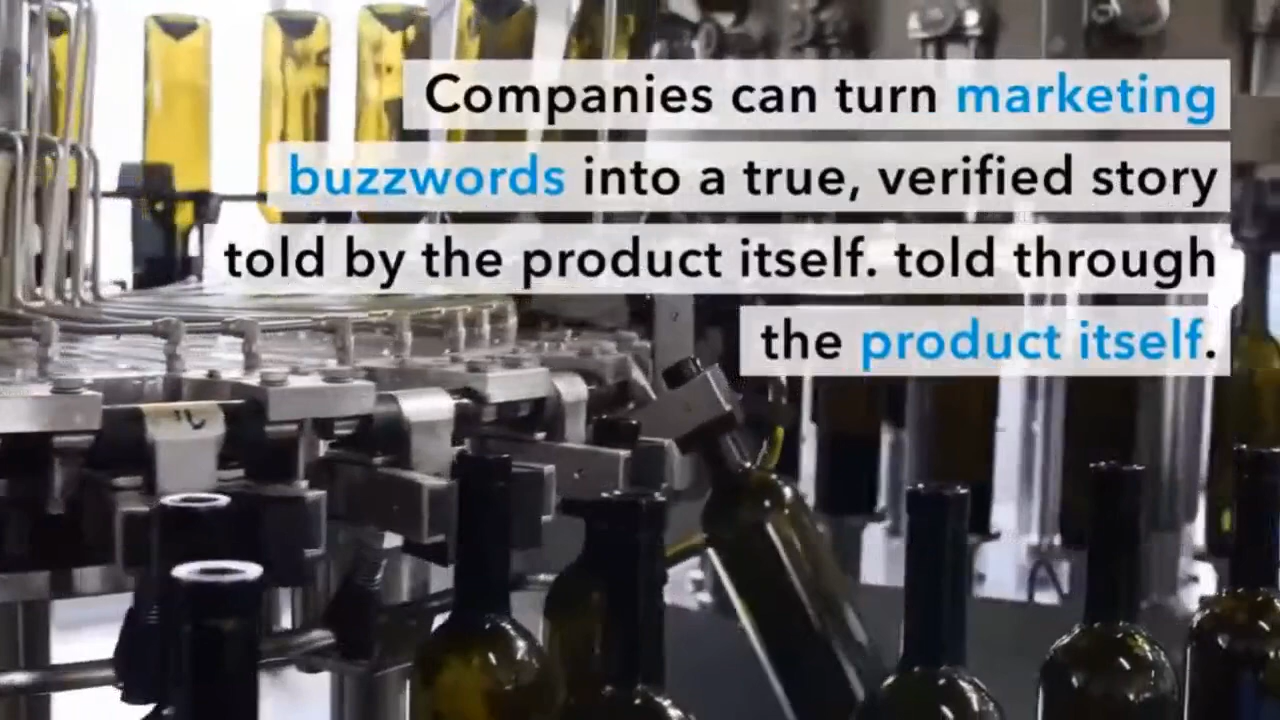 Companies can turn marketing
buzzwords into a true, verified story
told by the product itself. told through
the product itself.